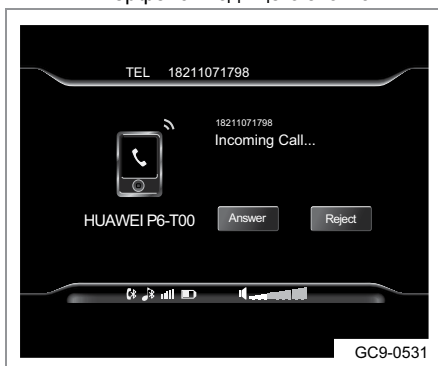 TEL 18211071798
18211071798
Incoming Call...
HUAWEI P6-T00
Answer Reject
GC9-0531